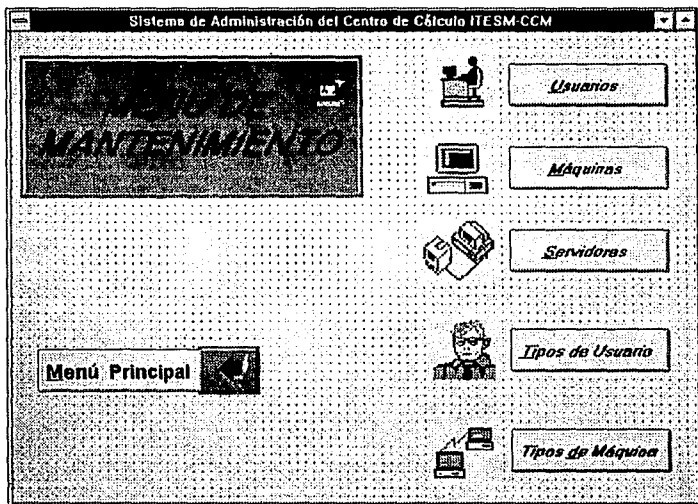 Sistema de Administración del Centro de Cálculo ITESM-CCM
MENU DE
MANTENIMIENTO
Usuarios
Máquinas
Servidores
Tipos de Usuario
Menú Principal
Tipos de Máquina